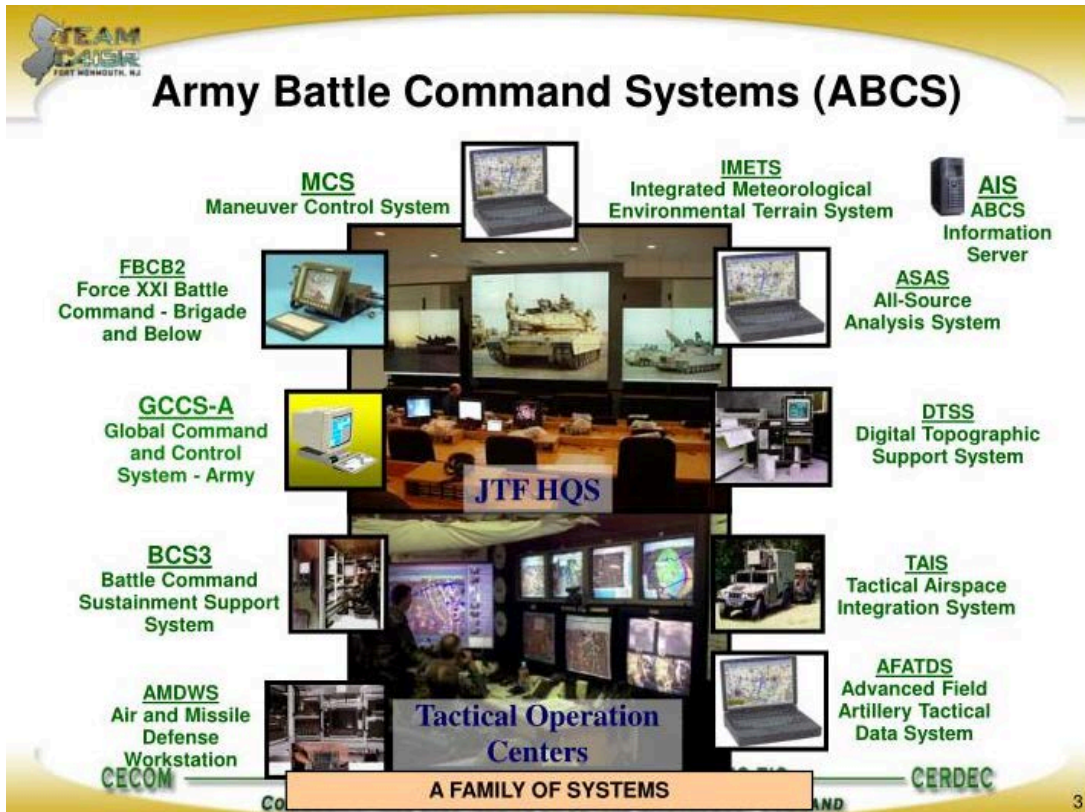 TEAM
C4ISR
FORT MONMOUTH, NJ
Army Battle Command Systems (ABCS)
MCS
Maneuver Control System
IMETS
Integrated Meteorological
Environmental Terrain System
AIS
ABCS
Information
Server
FBCB2
Force XXI Battle
Command - Brigade
and Below
ASAS
All-Source
Analysis System
GCCS-A
Global Command
and Control
System - Army
DTSS
Digital Topographic
Support System
JTF HQS
BCS3
Battle Command
Sustainment Support
System
TAIS
Tactical Airspace
Integration System
AMDWS
Air and Missile
Defense
Workstation
AFATDS
Advanced Field
Artillery Tactical
Data System
Tactical Operation
Centers
CECOM
CERDEC
A FAMILY OF SYSTEMS
3